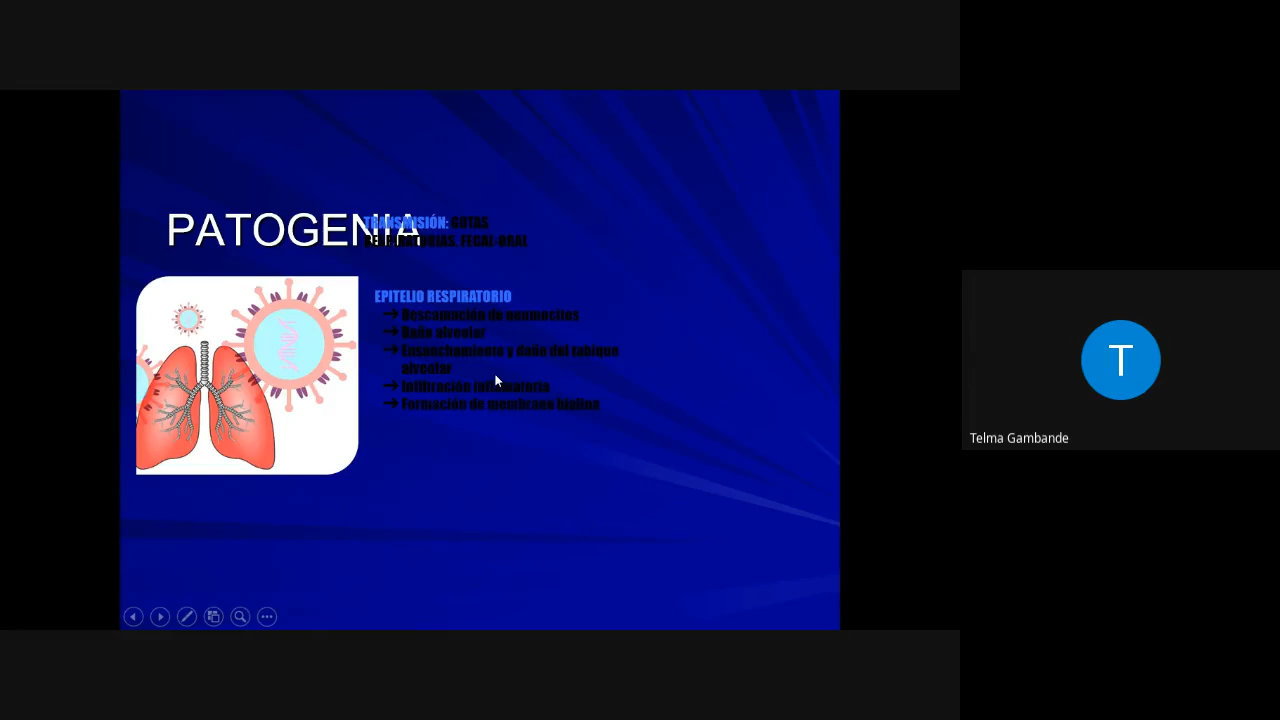 PATOGENIA
TRANSMISIÓN: GOTAS
RESPIRATORIAS, FECAL-ORAL
EPITELIO RESPIRATORIO
→ Descamación de neumocitos
→ Daño alveolar
→ Ensanchamiento y daño del tabique
alveolar
→ Infiltración inflamatoria
→ Formación de membrana hialina
T
Telma Gambande